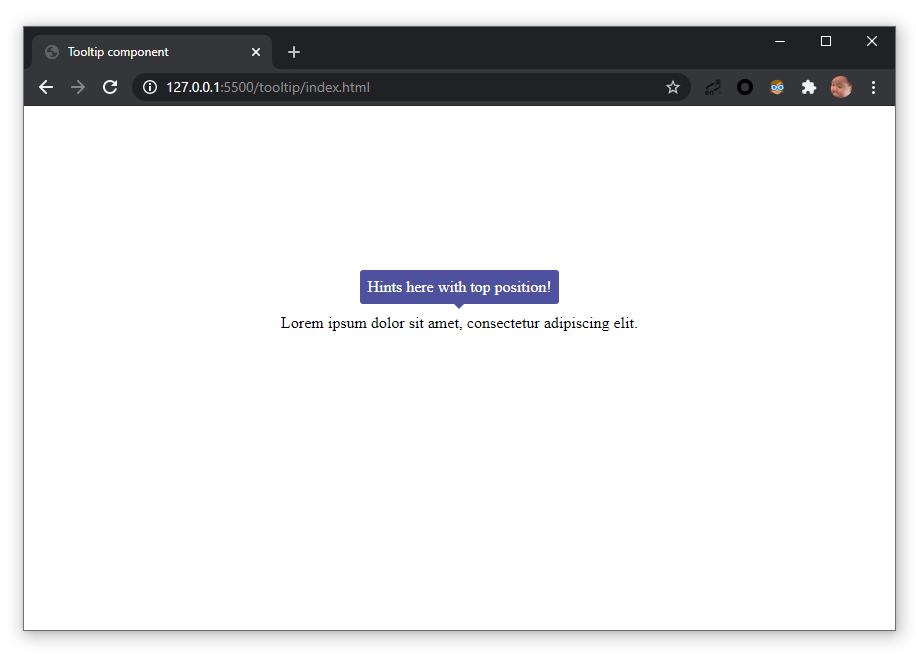 Tooltip component
127.0.0.1:5500/tooltip/index.html
Hints here with top position!
Lorem ipsum dolor sit amet, consectetur adipiscing elit.